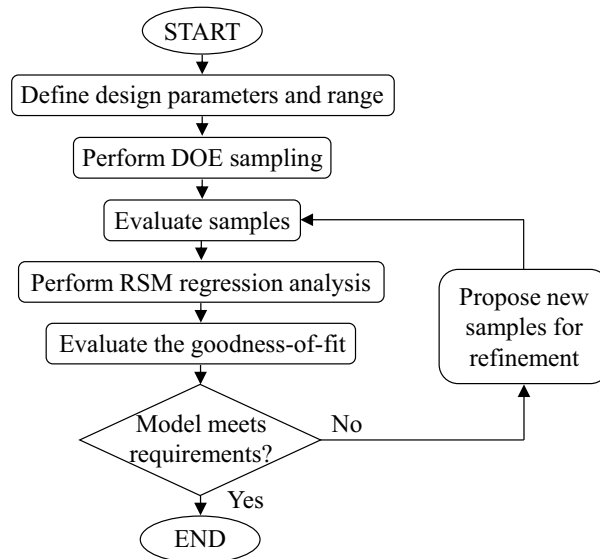 START
Define design parameters and range
Perform DOE sampling
Evaluate samples
Perform RSM regression analysis
Evaluate the goodness-of-fit
Model meets
requirements?
No
Propose new
samples for
refinement
Yes
END